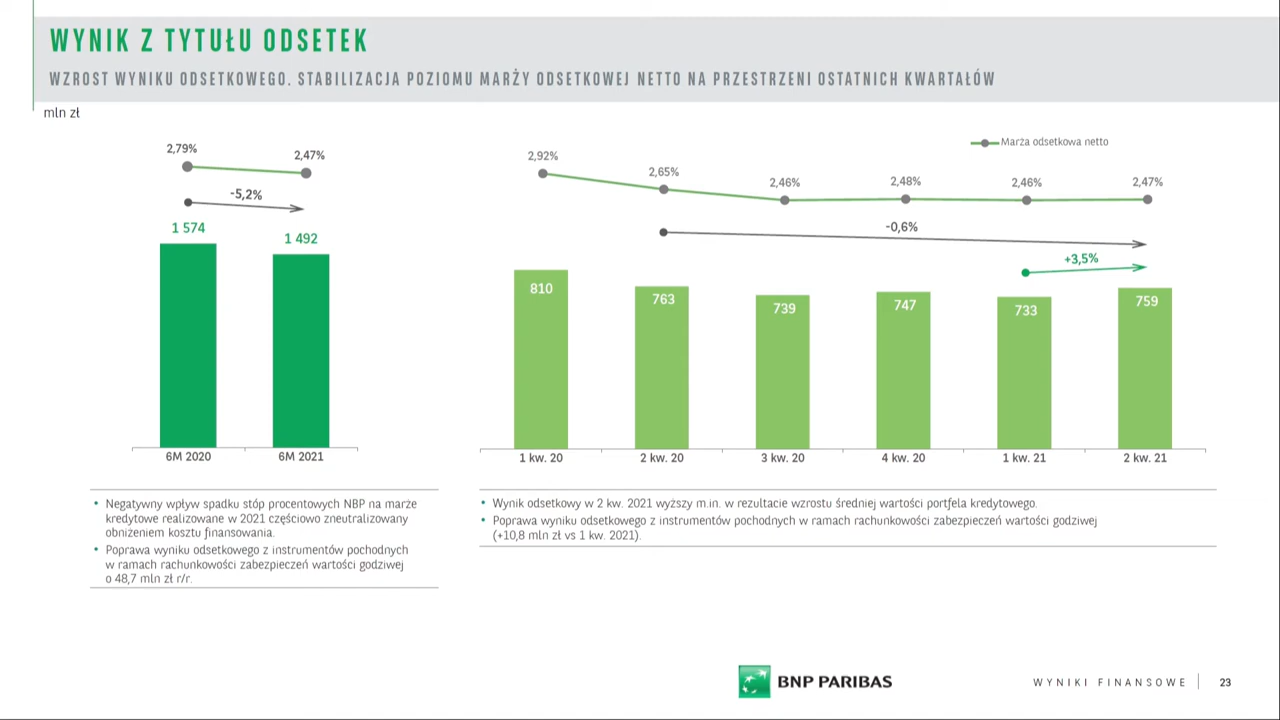 WYNIK Z TYTUŁU ODSETEK
WZROST WYNIKU ODSETKOWEGO. STABILIZACJA POZIOMU MARŻY ODSETKOWEJ NETTO NA PRZESTRZENI OSTATNICH KWARTAŁÓW
mln zł
2,79%
2,47%
-5,2%
1 574
1 492
6M 2020
6M 2021
Marża odsetkowa netto
2,92%
2,65%
2,46%
2,48%
2,46%
2,47%
-0,6%
+3,5%
810
763
739
747
733
759
1 kw. 20
2 kw. 20
3 kw. 20
4 kw. 20
1 kw. 21
2 kw. 21
• Negatywny wpływ spadku stóp procentowych NBP na marże
kredytowe realizowane w 2021 częściowo zneutralizowany
obniżeniem kosztu finansowania.
• Poprawa wyniku odsetkowego z instrumentów pochodnych
w ramach rachunkowości zabezpieczeń wartości godziwej
o 48,7 mln zł r/r.
• Wynik odsetkowy w 2 kw. 2021 wyższy m.in. w rezultacie wzrostu średniej wartości portfela kredytowego.
• Poprawa wyniku odsetkowego z instrumentów pochodnych w ramach rachunkowości zabezpieczeń wartości godziwej
(+10,8 mln zł vs 1 kw. 2021).
BNP PARIBAS
WYNIKI FINANSOWE
23